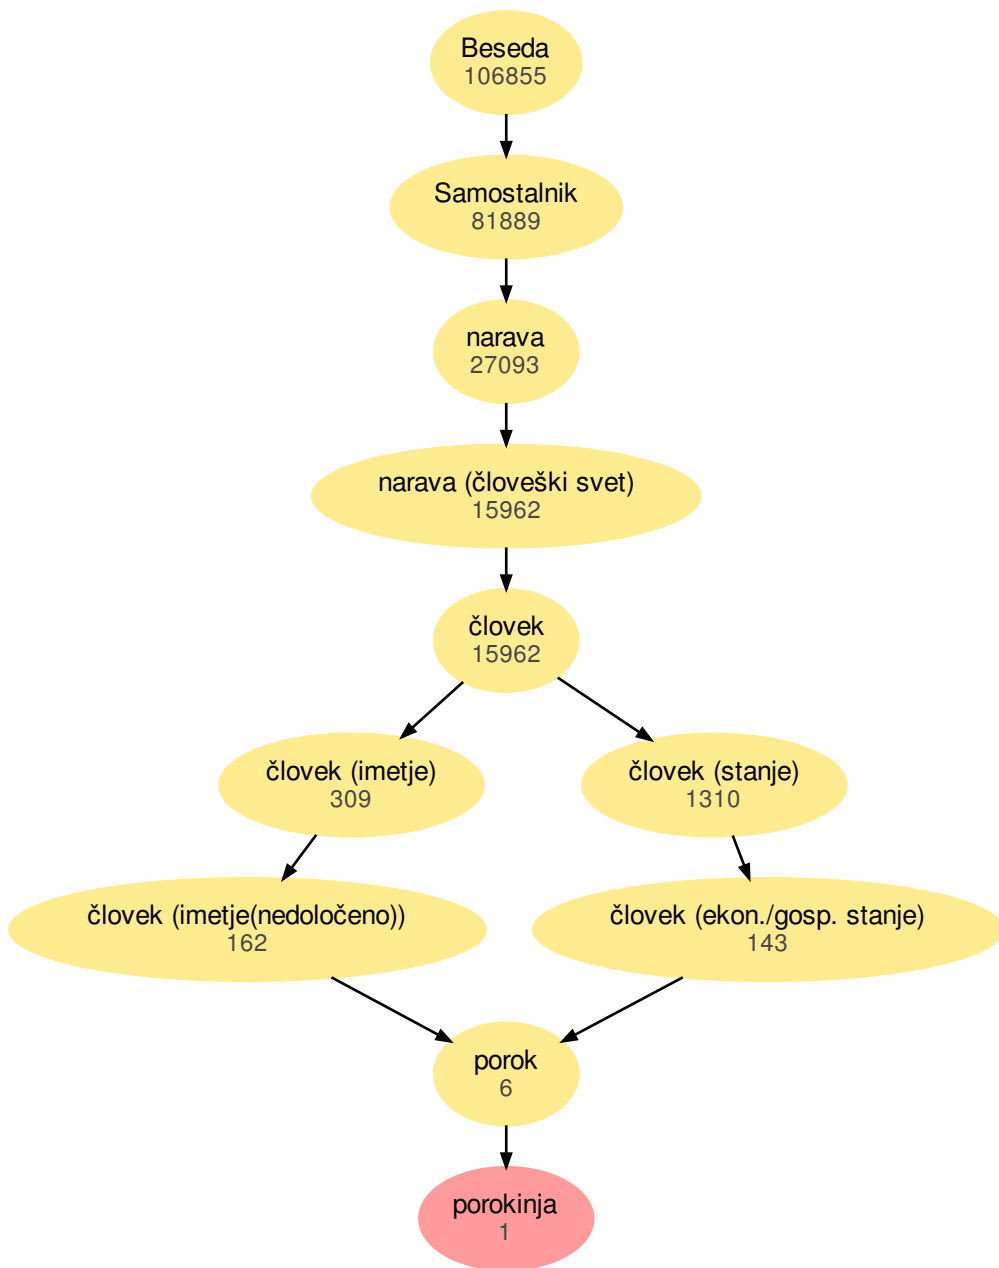 Beseda
106855
Samostalnik
81889
narava
27093
narava (človeški svet)
15962
človek
15962
človek (imetje)
309
človek (stanje)
1310
človek (imetje(nedoločeno))
162
človek (ekon./gosp. stanje)
143
porok
6
porokinja
1